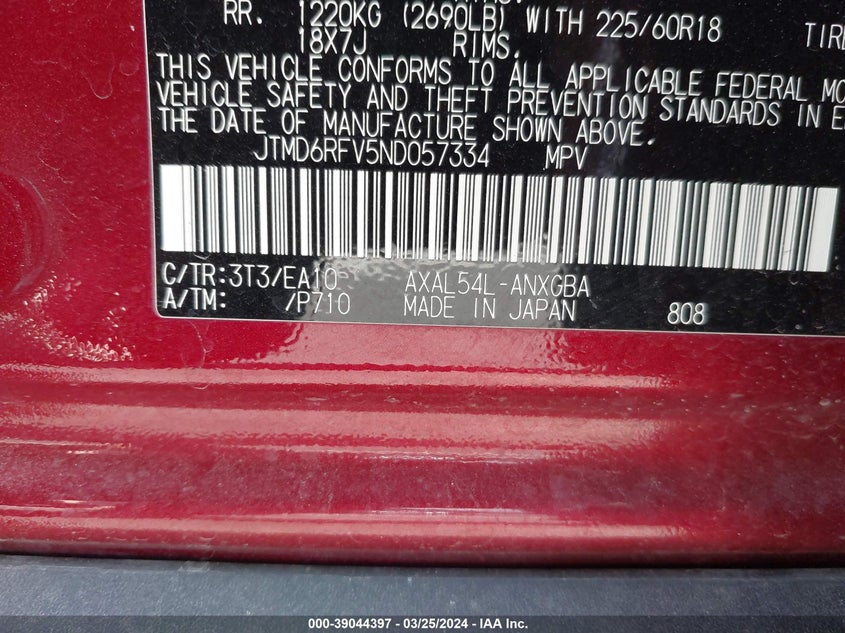 RR. 1220KG (2690LB) WITH 225/60R18
18X7J RIMS.
THIS VEHICLE CONFORMS TO ALL APPLICABLE FEDERAL
VEHICLE SAFETY AND THEFT PREVENTION STANDARDS IN
THE DATE OF MANUFACTURE SHOWN ABOVE.
JTMD6RFV5ND057334 MPV
C/TR:3T3/EA10 AXAL54L-ANXGBA
A/TM: /P710 MADE IN JAPAN 808
000-39044397 - 03/25/2024 - IAA Inc.